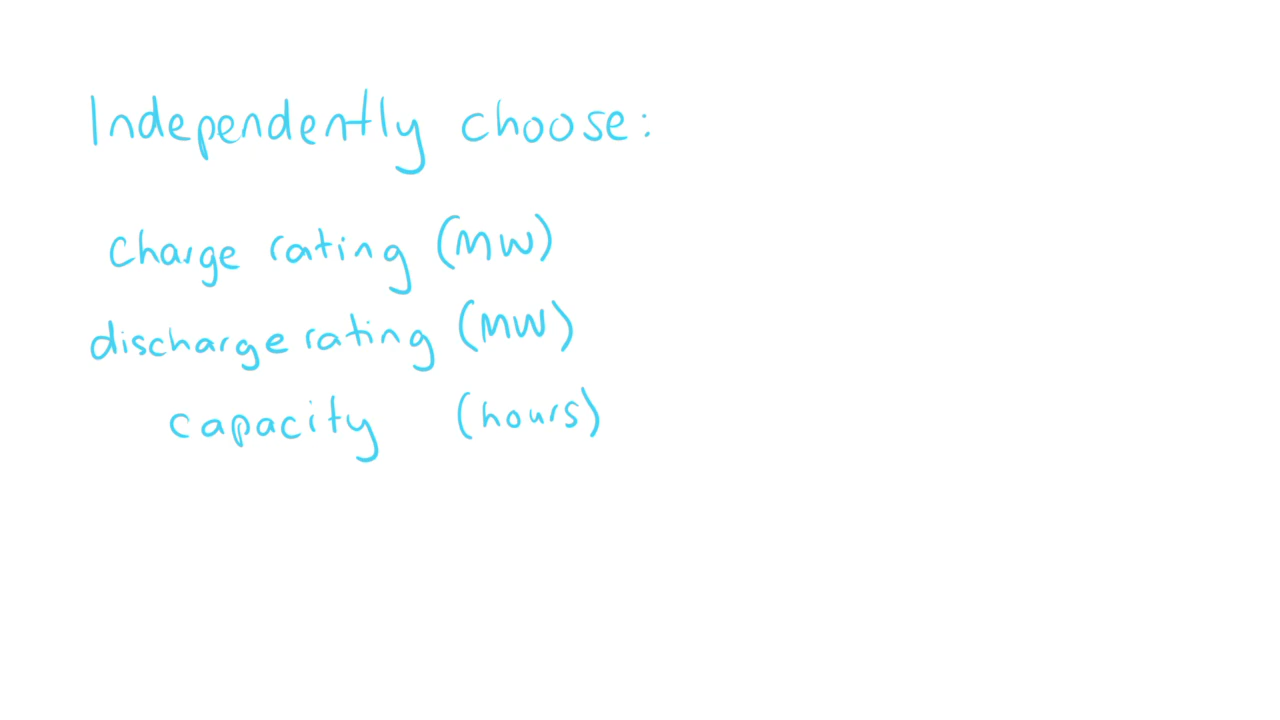 Independently choose:
charge rating (MW)
discharge rating (MW)
capacity (hours)